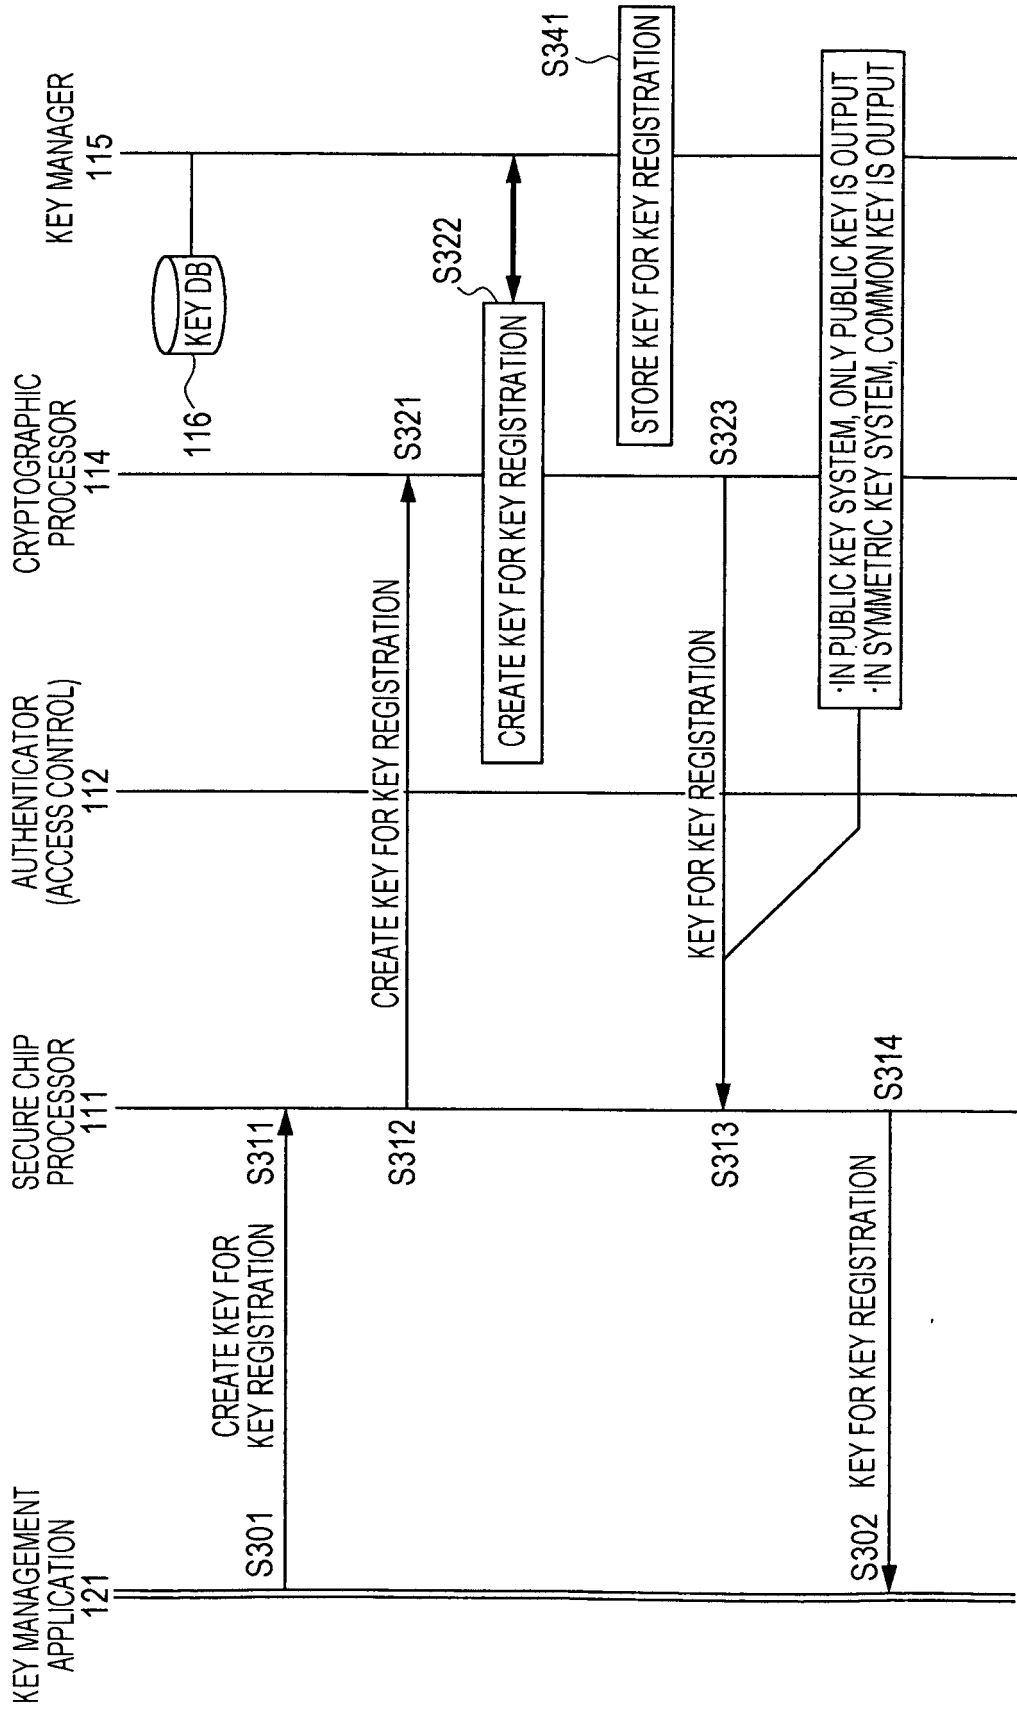 KEY MANAGEMENT
APPLICATION
121
SECURE CHIP
PROCESSOR
111
AUTHENTICATOR
(ACCESS CONTROL)
112
CRYPTOGRAPHIC
PROCESSOR
114
KEY MANAGER
115
KEY DB
116
S301
CREATE KEY FOR
KEY REGISTRATION
S311
S312
CREATE KEY FOR KEY REGISTRATION
S321
S322
CREATE KEY FOR KEY REGISTRATION
S341
STORE KEY FOR KEY REGISTRATION
S313
KEY FOR KEY REGISTRATION
S323
·IN PUBLIC KEY SYSTEM, ONLY PUBLIC KEY IS OUTPUT
·IN SYMMETRIC KEY SYSTEM, COMMON KEY IS OUTPUT
S302
KEY FOR KEY REGISTRATION
S314